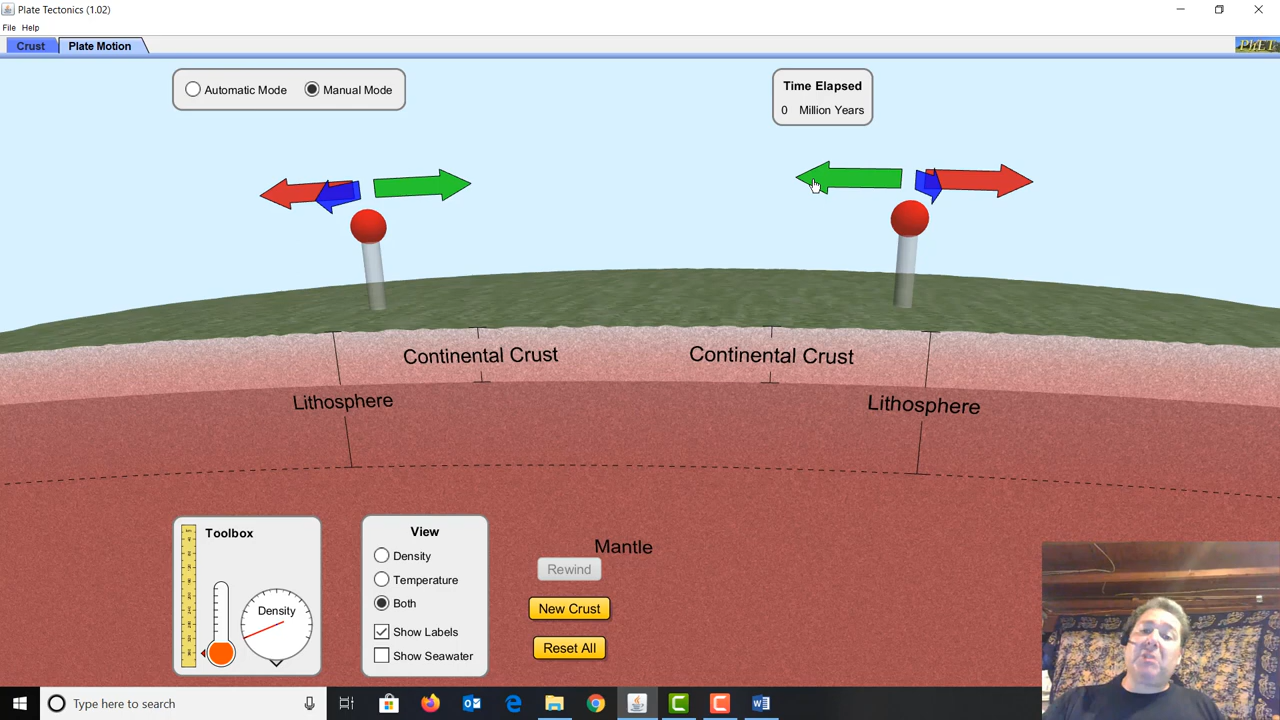 Plate Tectonics (1.02)
File Help
Crust Plate Motion PhET
Automatic Mode Manual Mode
Time Elapsed
0 Million Years
Continental Crust Continental Crust
Lithosphere Lithosphere
Mantle
Toolbox
Density
View
Density
Temperature
Both
Show Labels
Show Seawater
Rewind
New Crust
Reset All
Type here to search